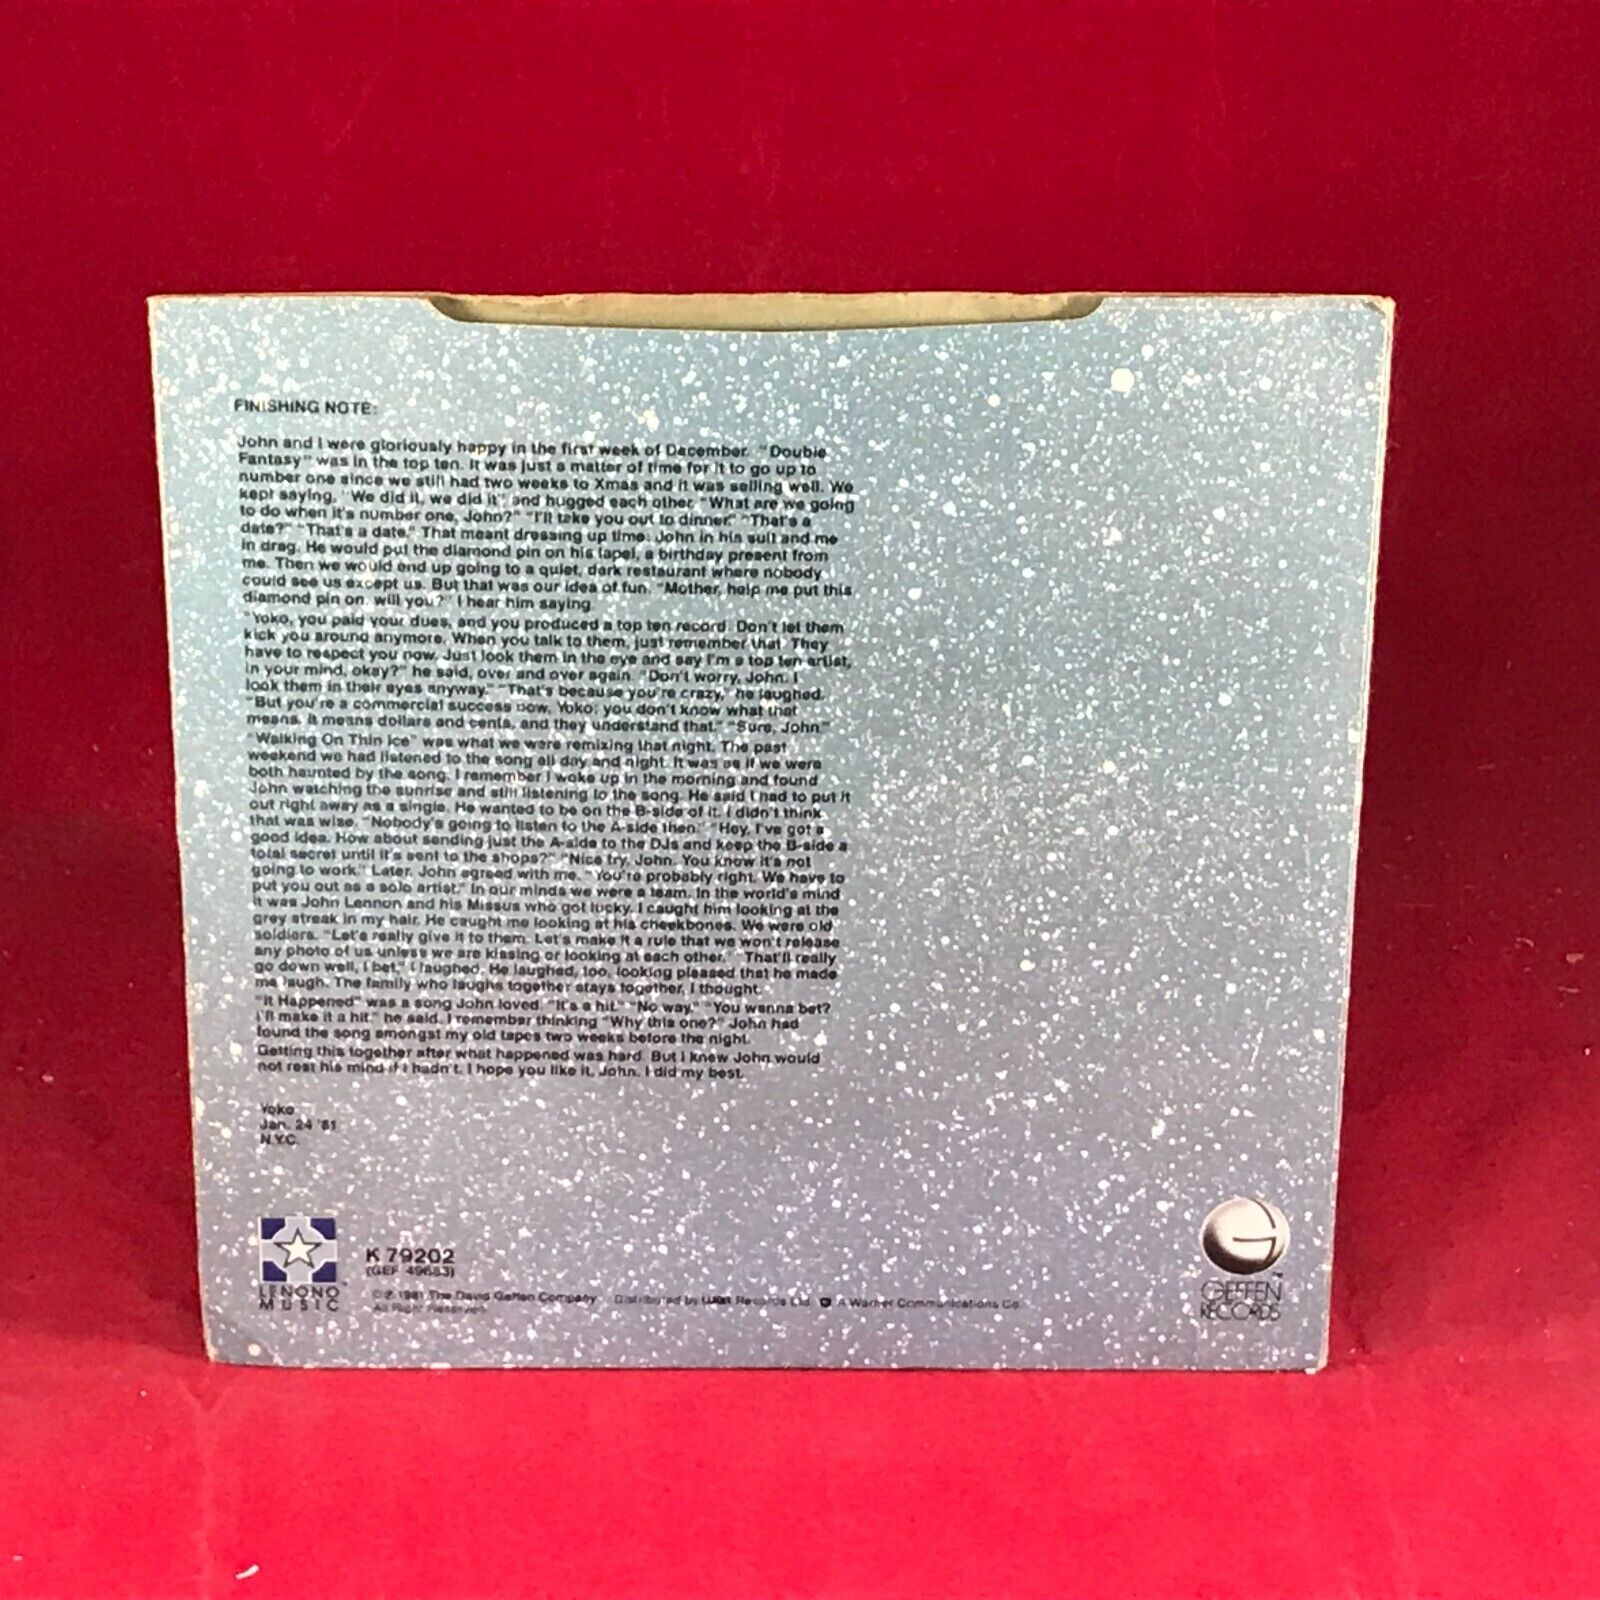 FINISHING NOTE:
John and I were gloriously happy in the first week of December. "Double
Fantasy" was in the top ten. It was just a matter of time for it to go up to
number one since we still had two weeks to Xmas and it was selling well. We
kept saying, "We did it, we did it" and hugged each other. "What are we going
to do when it's number one, John?" "I'll take you out to dinner." "That's a
date?" "That's a date." That meant dressing up time: John in his suit and me
in drag. He would put the diamond pin on his lapel, a birthday present from
me. Then we would end up going to a quiet, dark restaurant where nobody
could see us except us. But that was our idea of fun. "Mother, help me put this
diamond pin on, will you?" I hear him saying.
"Yoko, you paid your dues, and you produced a top ten record. Don't let them
kick you around anymore. When you talk to them, just remember that. They
have to respect you now. Just look them in the eye and say I'm a top ten artist,
in your mind, okay?" he said, over and over again. "Don't worry, John. I
look them in their eyes anyway." "That's because you're crazy," he laughed.
"But you're a commercial success now, Yoko; you don't know what that
means. It means dollars and cents, and they understand that." "Sure, John."
"Walking On Thin Ice" was what we were remixing that night. The past
weekend we had listened to the song all day and night. It was as if we were
both haunted by the song. I remember I woke up in the morning and found
John watching the sunrise and still listening to the song. He said I had to put it
out right away as a single. He wanted to be on the B-side of it. I didn't think
that was wise. "Nobody's going to listen to the A-side then." "Hey, I've got a
good idea. How about sending just the A-side to the DJs and keep the B-side a
total secret until it's sent to the shops?" "Nice try, John. You know it's not
going to work." Later, John agreed with me. "You're probably right. We have to
put you out as a solo artist." In our minds we were a team. In the world's mind
it was John Lennon and his Missus who got lucky. I caught him looking at the
grey streak in my hair. He caught me looking at his cheekbones. We were old
soldiers. "Let's really give it to them. Let's make it a rule that we won't release
any photo of us unless we are kissing or looking at each other." "That'll really
go down well, I bet," I laughed. He laughed, too, looking pleased that he made
me laugh. The family who laughs together stays together, I thought.
"It Happened" was a song John loved. "It's a hit." "No way." "You wanna bet?
I'll make it a hit." he said. I remember thinking "Why this one?" John had
found the song amongst my old tapes two weeks before the night.
Getting this together after what happened was hard. But I knew John would
not rest his mind if I hadn't. I hope you like it, John. I did my best.
Yoko
Jan. 24 '81
N.Y.C.
LENONO
MUSIC
K 79202
(GEF 49683)
© ℗ 1981 The David Geffen Company Distributed by WEA Records Ltd. A Warner Communications Co.
All Right Reserved.
GEFFEN
RECORDS